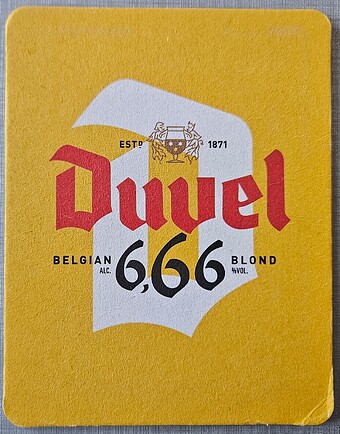 ESTD 1871
Duvel
BELGIAN 6,66 BLOND
ALC. %VOL.